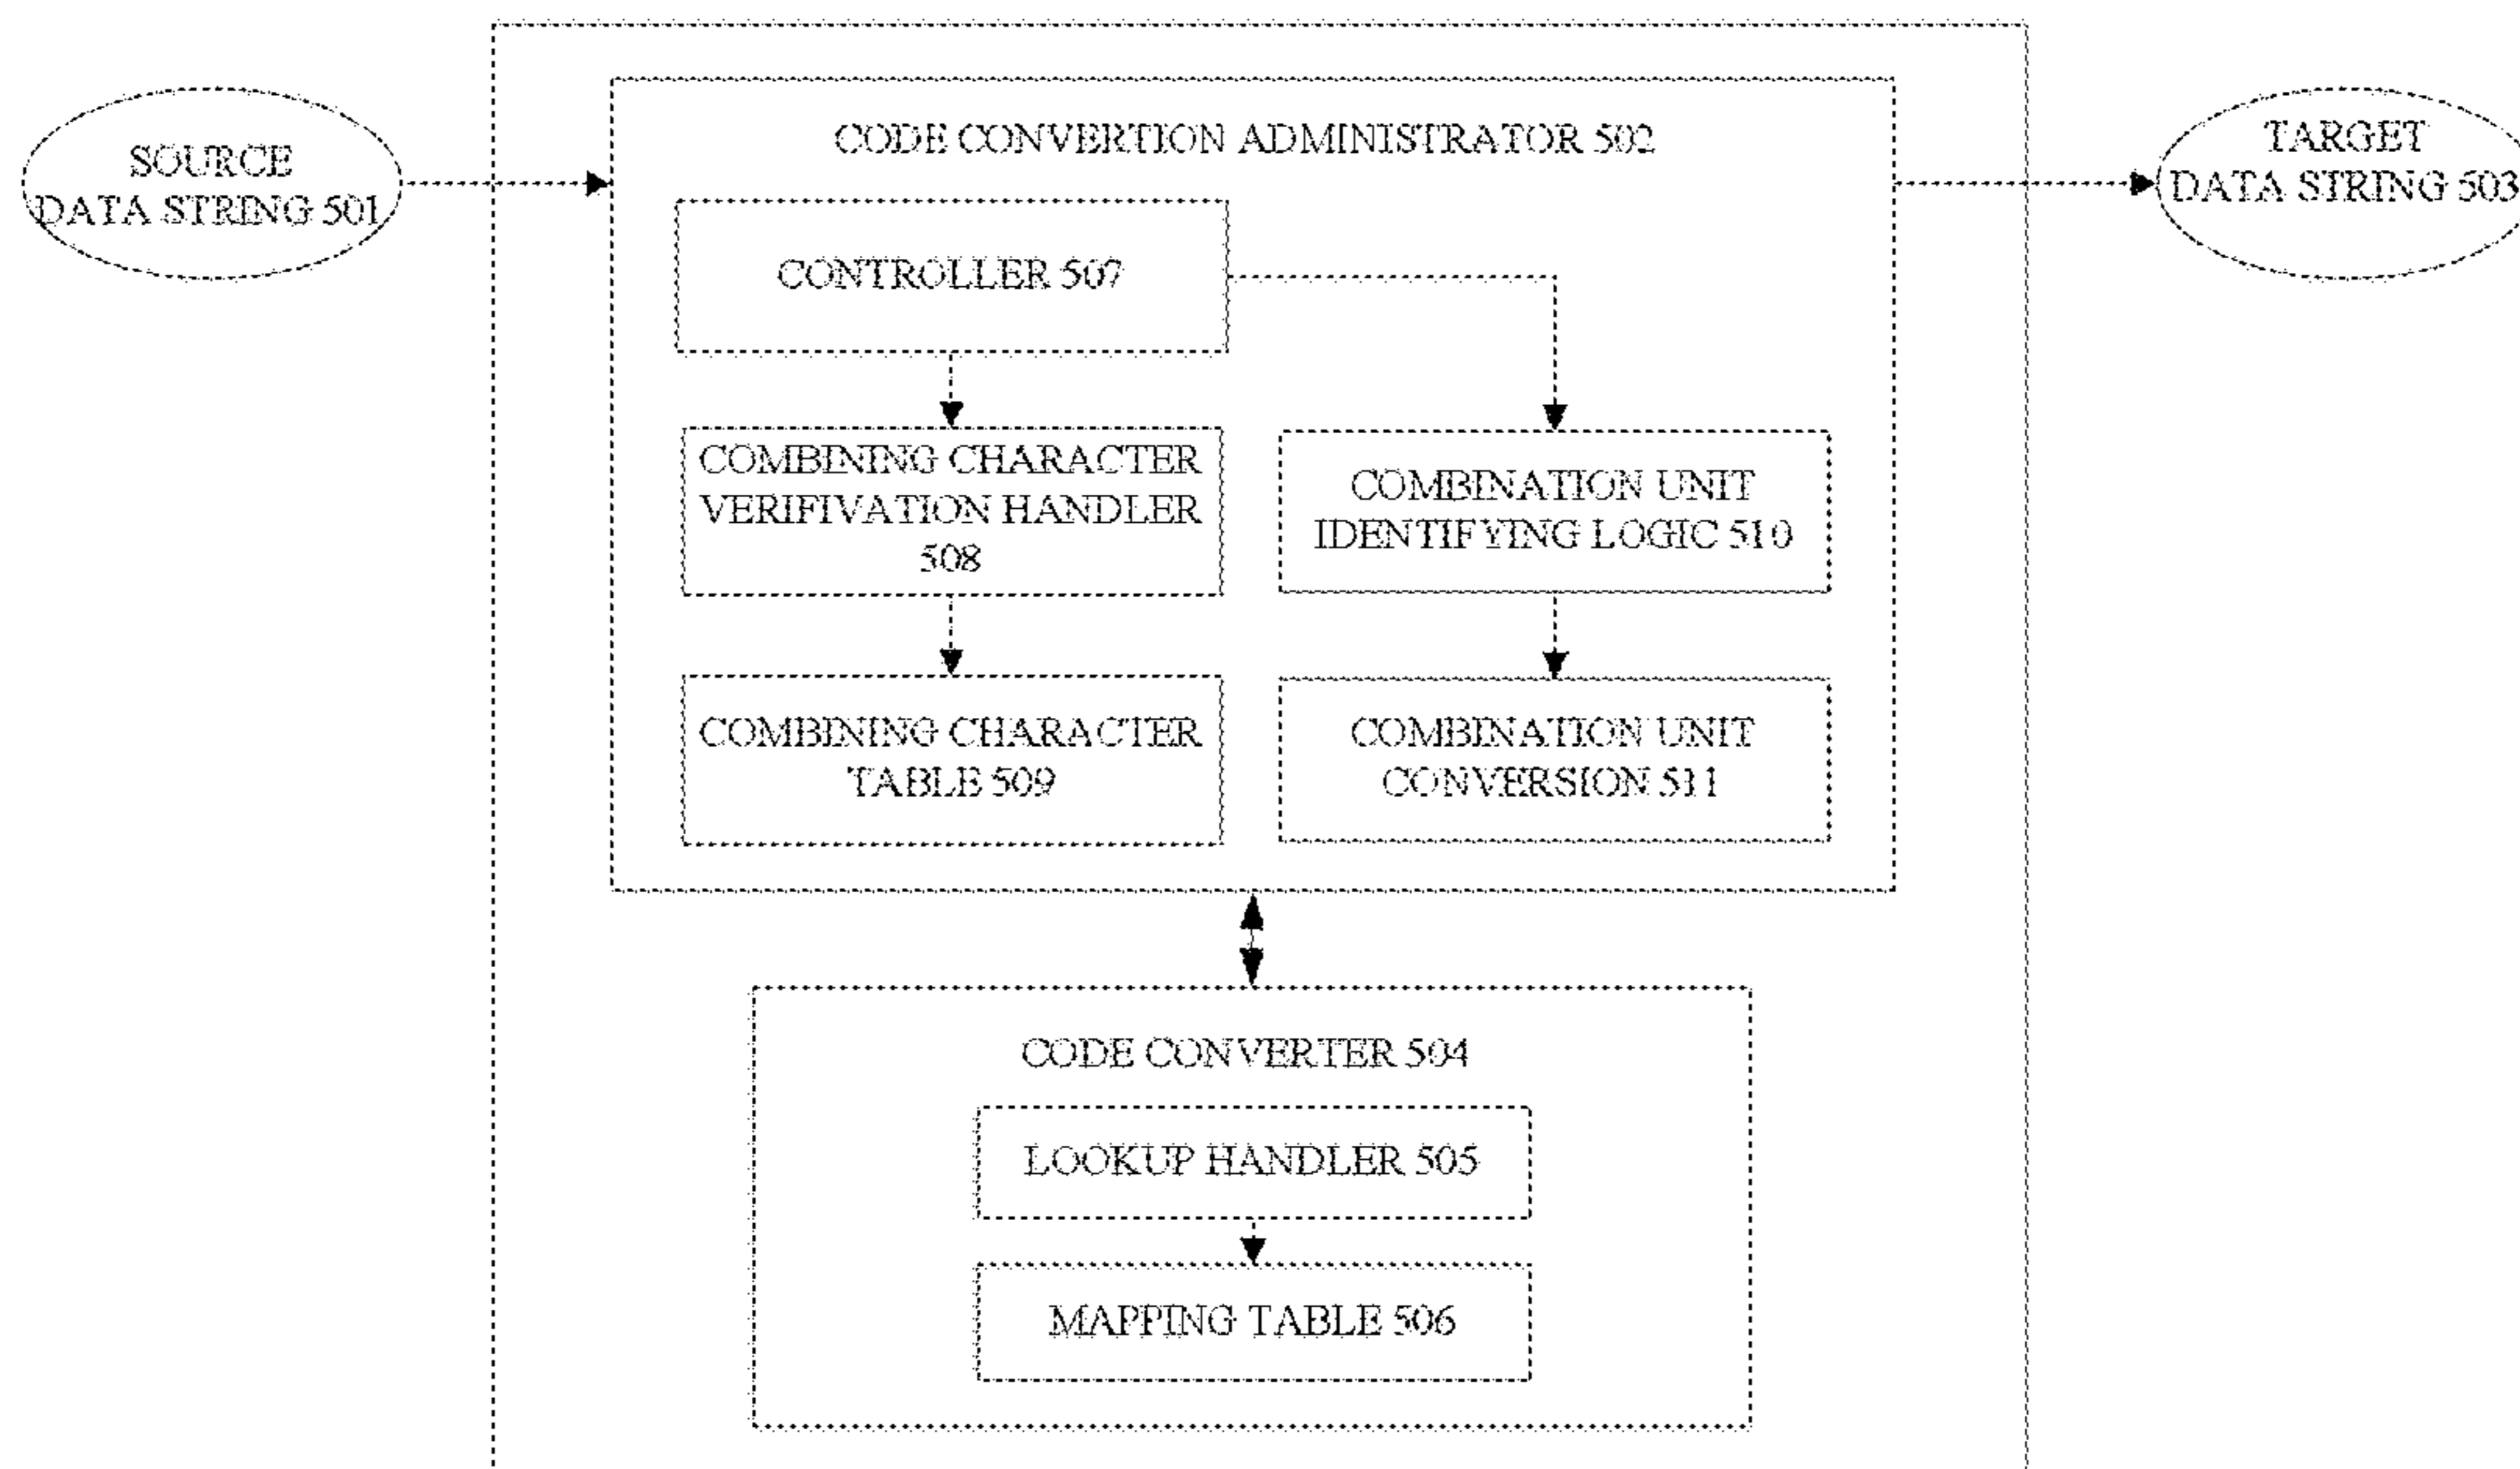 SOURCE
DATA STRING 501
CODE CONVERTION ADMINISTRATOR 502
TARGET
DATA STRING 503
CONTROLLER 507
COMBINING CHARACTER
VERIFIVATION HANDLER
508
COMBINATION UNIT
IDENTIFYING LOGIC 510
COMBINING CHARACTER
TABLE 509
COMBINATION UNIT
CONVERSION 511
CODE CONVERTER 504
LOOKUP HANDLER 505
MAPPING TABLE 506